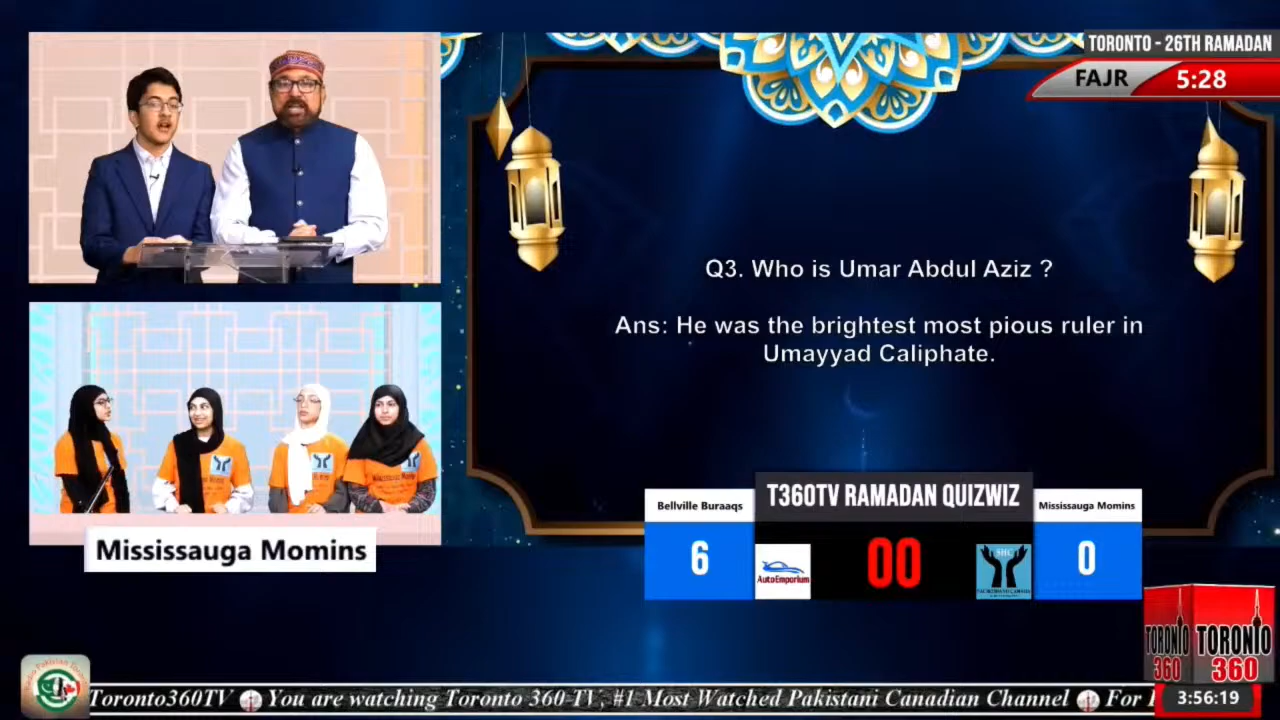 TORONTO - 26TH RAMADAN
FAJR
5:28
Q3. Who is Umar Abdul Aziz ?
Ans: He was the brightest most pious ruler in
Umayyad Caliphate.
Mississauga Momins
T360TV RAMADAN QUIZWIZ
Bellville Buraaqs
Mississauga Momins
6
AutoEmporium
00
SHC
0
TORONTO
360
TORONTO
360
Toronto360TV
You are watching Toronto 360 TV, #1 Most Watched Pakistani Canadian Channel
For
3:56:19